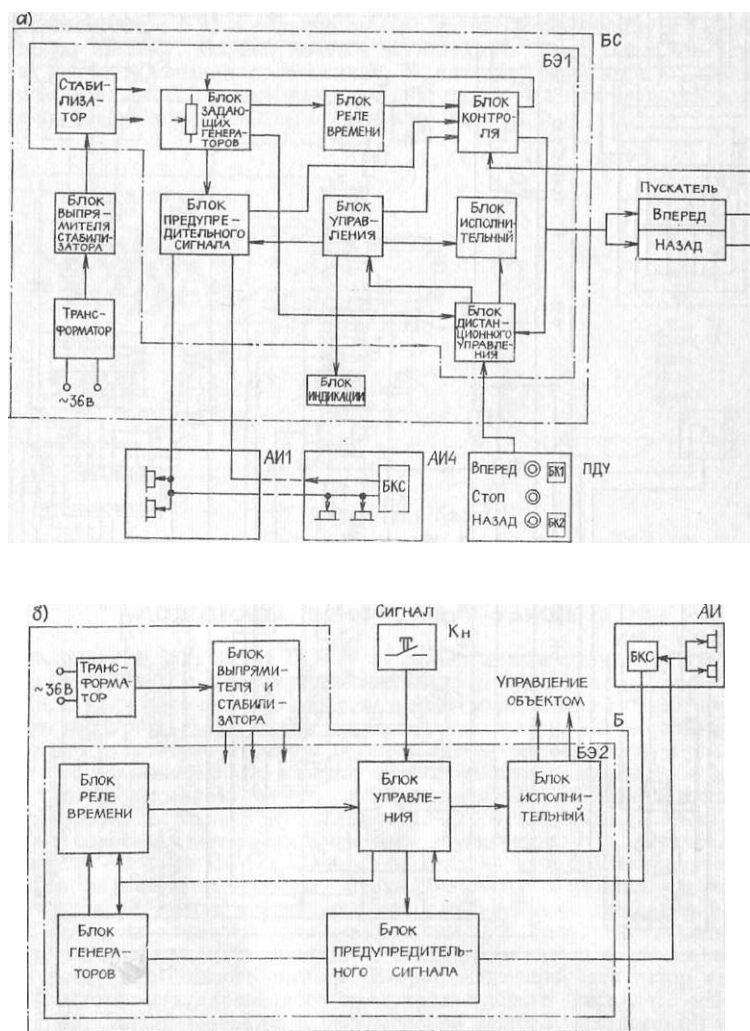 а)
БС
БЭ1
СТАБИ-
ЛИЗА-
ТОР
БЛОК
ЗАДАЮ-
ЩИХ
ГЕНЕРА-
ТОРОВ
БЛОК
РЕЛЕ
ВРЕМЕНИ
БЛОК
КОНТРО-
ЛЯ
БЛОК
ВЫПРЯ-
МИТЕЛЯ
СТАБИЛИ-
ЗАТОРА
БЛОК
ПРЕДУПРЕ-
ДИТЕЛЬНОГО
СИГНАЛА
БЛОК
УПРАВ-
ЛЕНИЯ
БЛОК
ИСПОЛНИ-
ТЕЛЬНЫЙ
ПУСКАТЕЛЬ
ВПЕРЕД
НАЗАД
ТРАНС-
ФОРМАТОР
~36В
БЛОК
ДИСТАН-
ЦИОННОГО
УПРАВЛЕ-
НИЯ
БЛОК
ИНДИКАЦИИ
АИ1
АИ4
БКС
ВПЕРЕД
БК1
СТОП
НАЗАД
БК2
ПДУ
б)
СИГНАЛ
Кн
АИ
БКС
ТРАНС-
ФОРМА-
ТОР
~36В
БЛОК
ВЫПРЯМИ-
ТЕЛЯ И
СТАБИЛИ-
ЗАТОРА
УПРАВЛЕНИЕ
ОБЪЕКТОМ
Б
БЭ2
БЛОК
РЕЛЕ
ВРЕМЕНИ
БЛОК
УПРАВЛЕ-
НИЯ
БЛОК
ИСПОЛНИ-
ТЕЛЬНЫЙ
БЛОК
ГЕНЕРА-
ТОРОВ
БЛОК
ПРЕДУПРЕДИТЕЛЬ-
НОГО СИГНАЛА